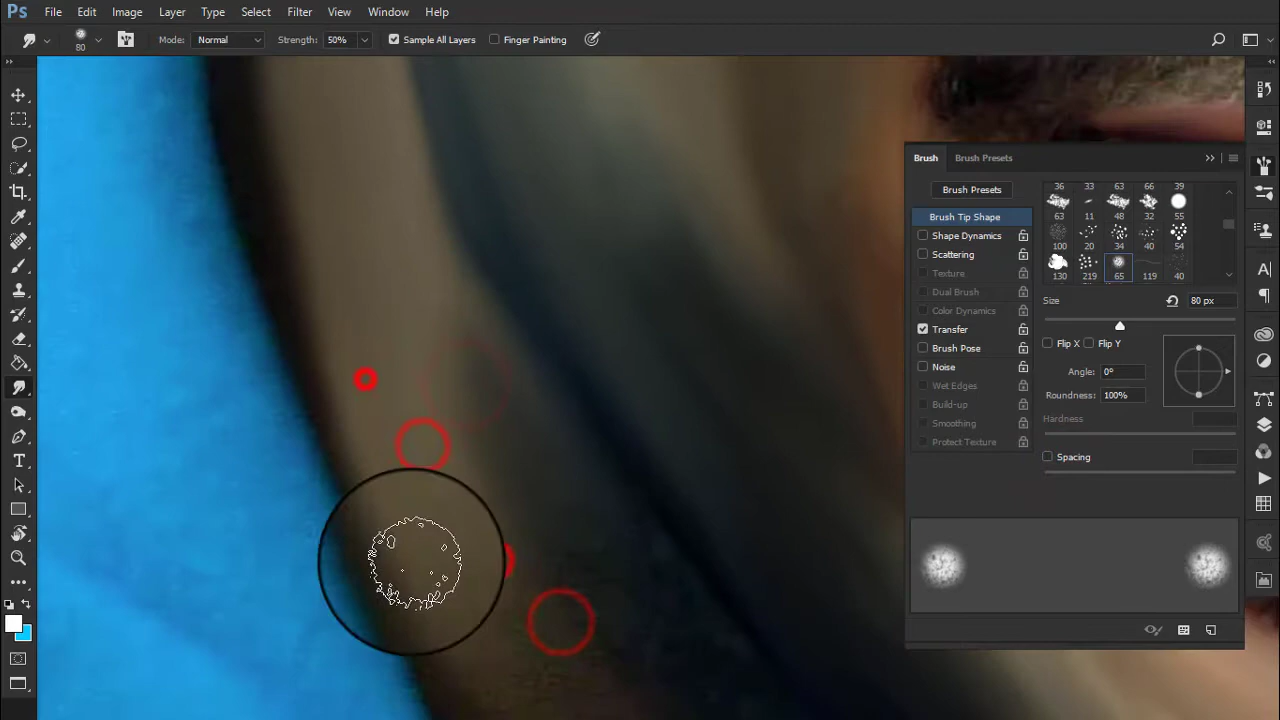 Ps File Edit Image Layer Type Select Filter View Window Help
80 Mode: Normal Strength: 50% Sample All Layers Finger Painting
Brush Brush Presets
Brush Presets
36 33 63 66 39
63 11 48 32 55
100 20 34 40 54
130 219 65 119 40
Brush Tip Shape
Shape Dynamics
Scattering
Texture
Dual Brush
Color Dynamics
Transfer
Brush Pose
Noise
Wet Edges
Build-up
Smoothing
Protect Texture
Size 80 px
Flip X Flip Y
Angle: 0°
Roundness: 100%
Hardness
Spacing
A
T